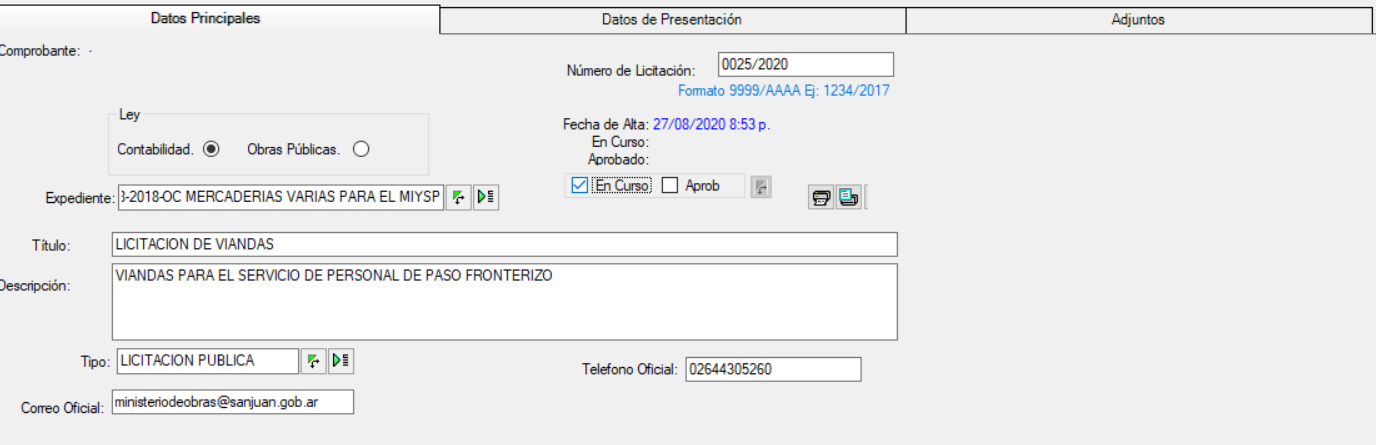 Datos Principales
Datos de Presentación
Adjuntos
Comprobante: -
Número de Licitación: 0025/2020
Formato 9999/AAAA Ej: 1234/2017
Ley
Contabilidad.
Obras Públicas.
Fecha de Alta: 27/08/2020 8:53 p.
En Curso:
Aprobado:
En Curso
Aprob
Expediente: 3-2018-OC MERCADERIAS VARIAS PARA EL MIYSP
Título: LICITACION DE VIANDAS
Descripción: VIANDAS PARA EL SERVICIO DE PERSONAL DE PASO FRONTERIZO
Tipo: LICITACION PUBLICA
Telefono Oficial: 02644305260
Correo Oficial: ministeriodeobras@sanjuan.gob.ar